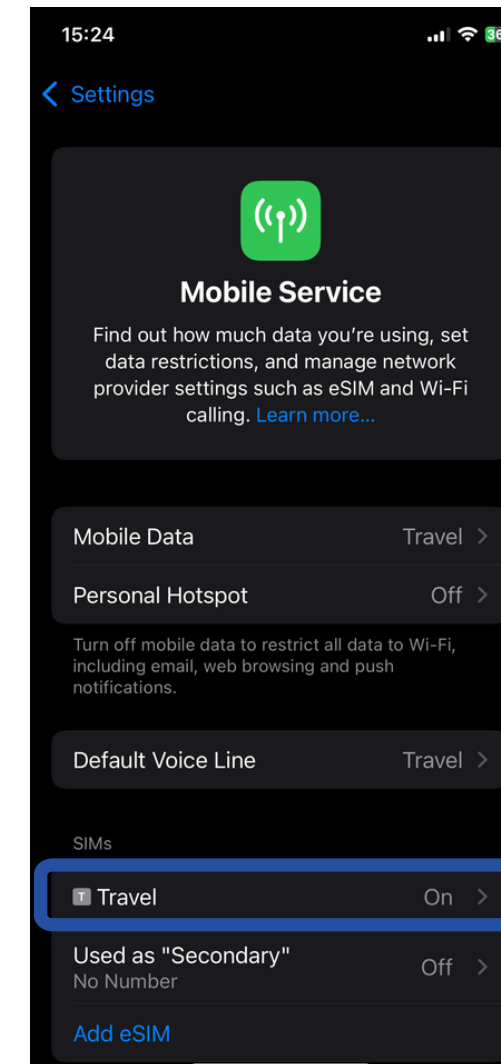 15:24
36
Settings
Mobile Service
Find out how much data you're using, set
data restrictions, and manage network
provider settings such as eSIM and Wi-Fi
calling. Learn more...
Mobile Data Travel
Personal Hotspot Off
Turn off mobile data to restrict all data to Wi-Fi,
including email, web browsing and push
notifications.
Default Voice Line Travel
SIMs
T Travel On
Used as "Secondary"
No Number
Off
Add eSIM